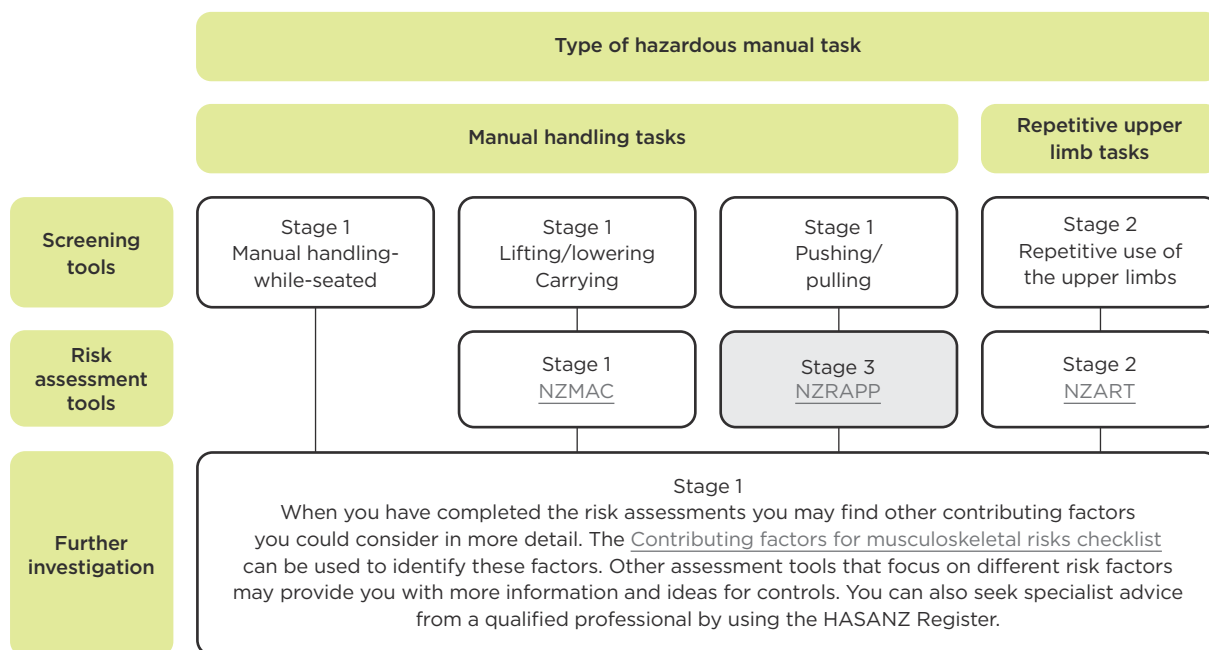 Type of hazardous manual task
Manual handling tasks
Repetitive upper
limb tasks
Screening
tools
Stage 1
Manual handling-
while-seated
Stage 1
Lifting/lowering
Carrying
Stage 1
Pushing/
pulling
Stage 2
Repetitive use of
the upper limbs
Risk
assessment
tools
Stage 1
NZMAC
Stage 3
NZRAPP
Stage 2
NZART
Further
investigation
Stage 1
When you have completed the risk assessments you may find other contributing factors
you could consider in more detail. The Contributing factors for musculoskeletal risks checklist
can be used to identify these factors. Other assessment tools that focus on different risk factors
may provide you with more information and ideas for controls. You can also seek specialist advice
from a qualified professional by using the HASANZ Register.